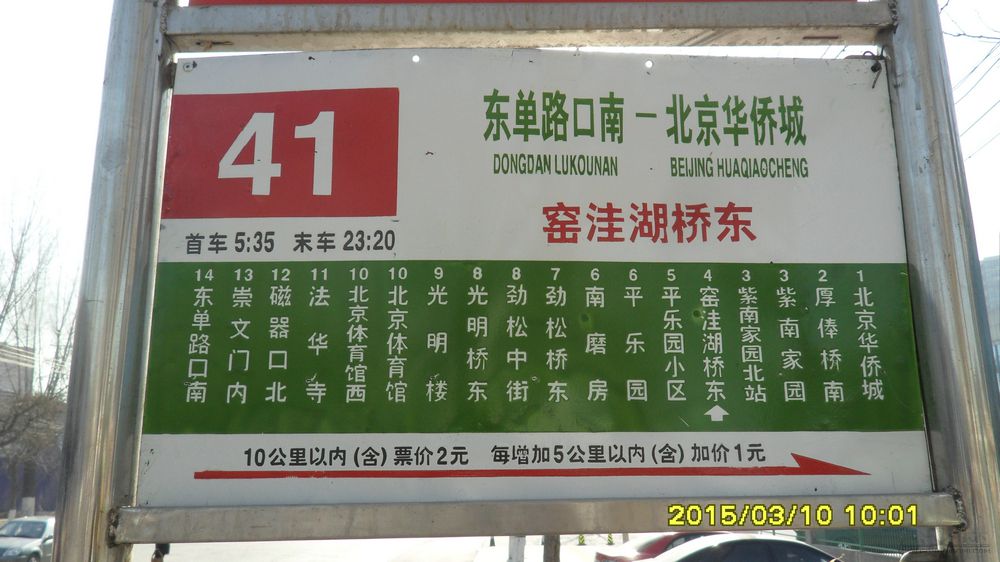 41
东单路口南 — 北京华侨城
DONGDAN LUKOUNAN BEIJING HUAQIAOCHENG
窑洼湖桥东
首车 5:35 末车 23:20
14 东单路口南
13 崇文门内
12 磁器口北
11 法华寺
10 北京体育馆西
10 北京体育馆
9 光明楼
8 光明桥东
8 劲松中街
7 劲松桥东
6 南磨房
6 平乐园
5 平乐园小区
4 窑洼湖桥东
3 紫南家园北站
3 紫南家园
2 厚俸桥南
1 北京华侨城
10公里以内(含)票价2元 每增加5公里以内(含)加价1元
2015/03/10 10:01